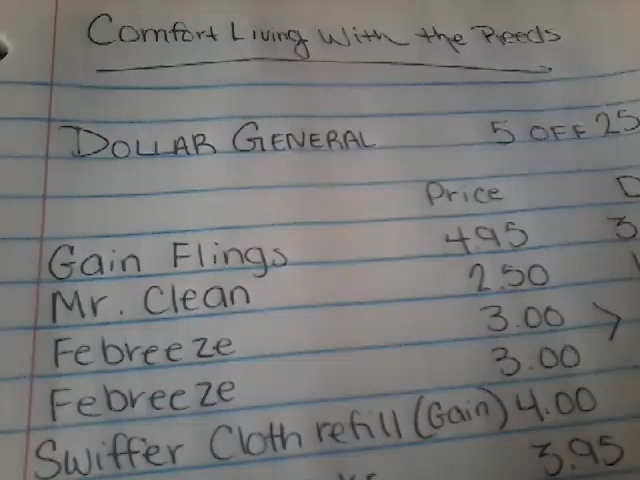 Comfort Living With the Reeds
DOLLAR GENERAL 5 OFF 25
Price D
Gain Flings 4.95 3
Mr. Clean 2.50
Febreeze 3.00
Febreeze 3.00
Swiffer Cloth refill (Gain) 4.00
3.95